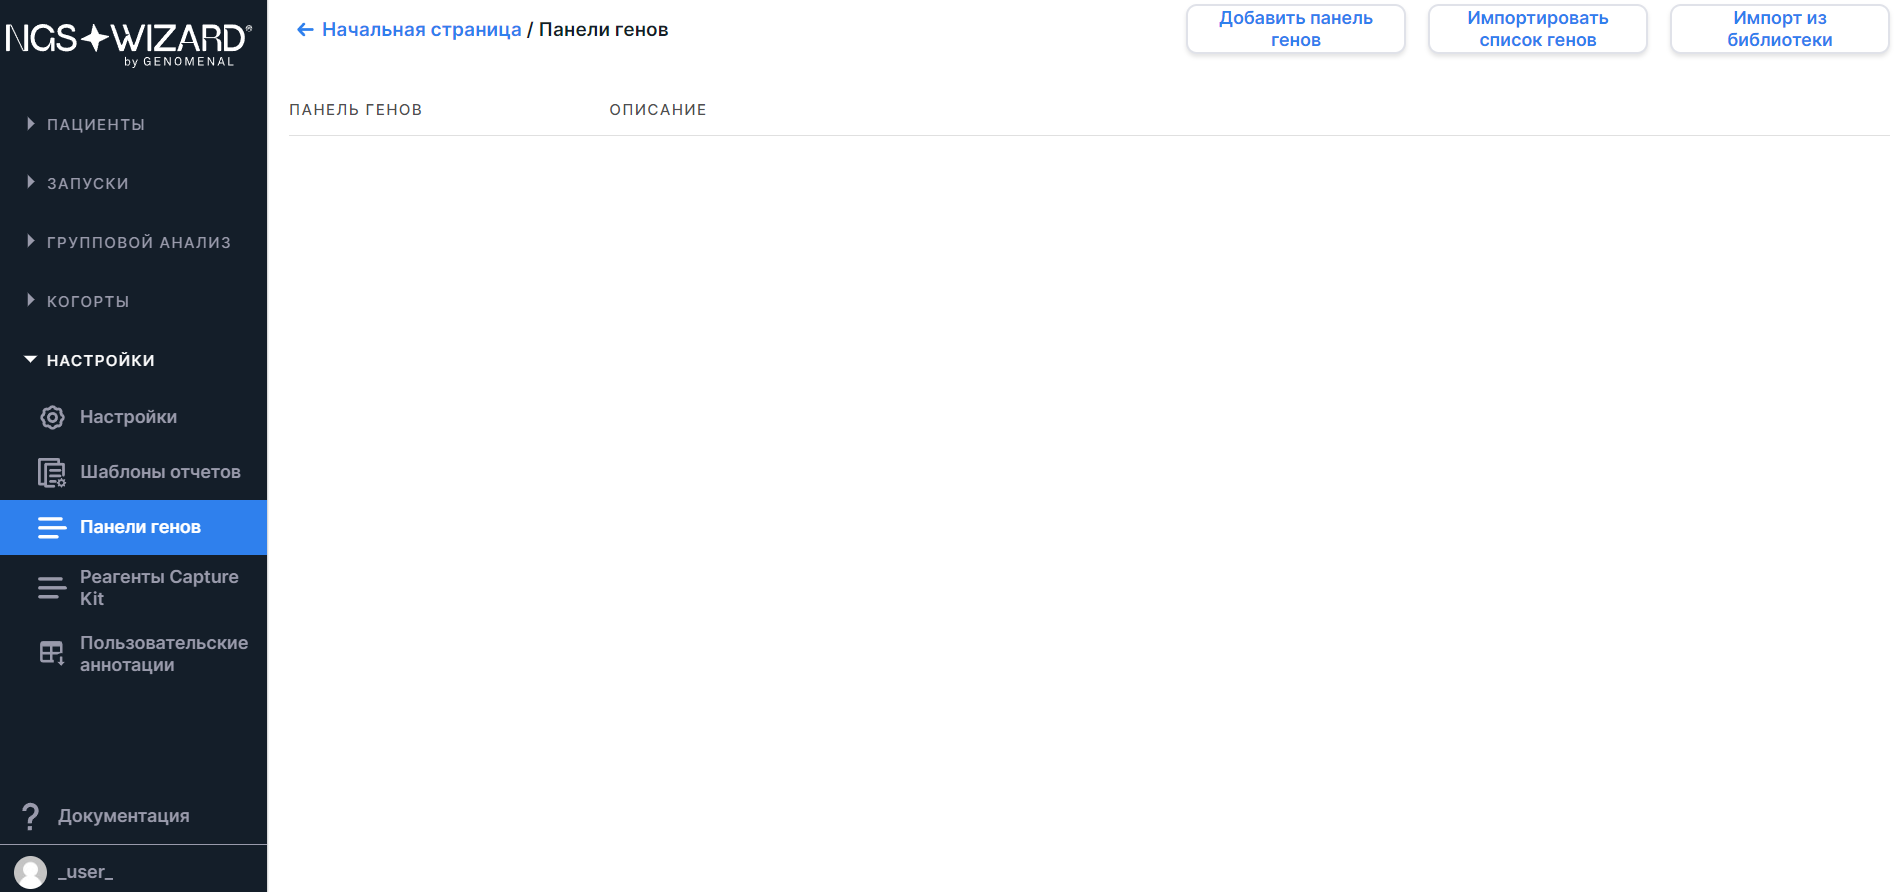 NGS WIZARD®
by GENOMENAL
ПАЦИЕНТЫ
ЗАПУСКИ
ГРУППОВОЙ АНАЛИЗ
КОГОРТЫ
НАСТРОЙКИ
Настройки
Шаблоны отчетов
Панели генов
Реагенты Capture
Kit
Пользовательские
аннотации
Документация
_user_
← Начальная страница / Панели генов
Добавить панель
генов
Импортировать
список генов
Импорт из
библиотеки
ПАНЕЛЬ ГЕНОВ
ОПИСАНИЕ